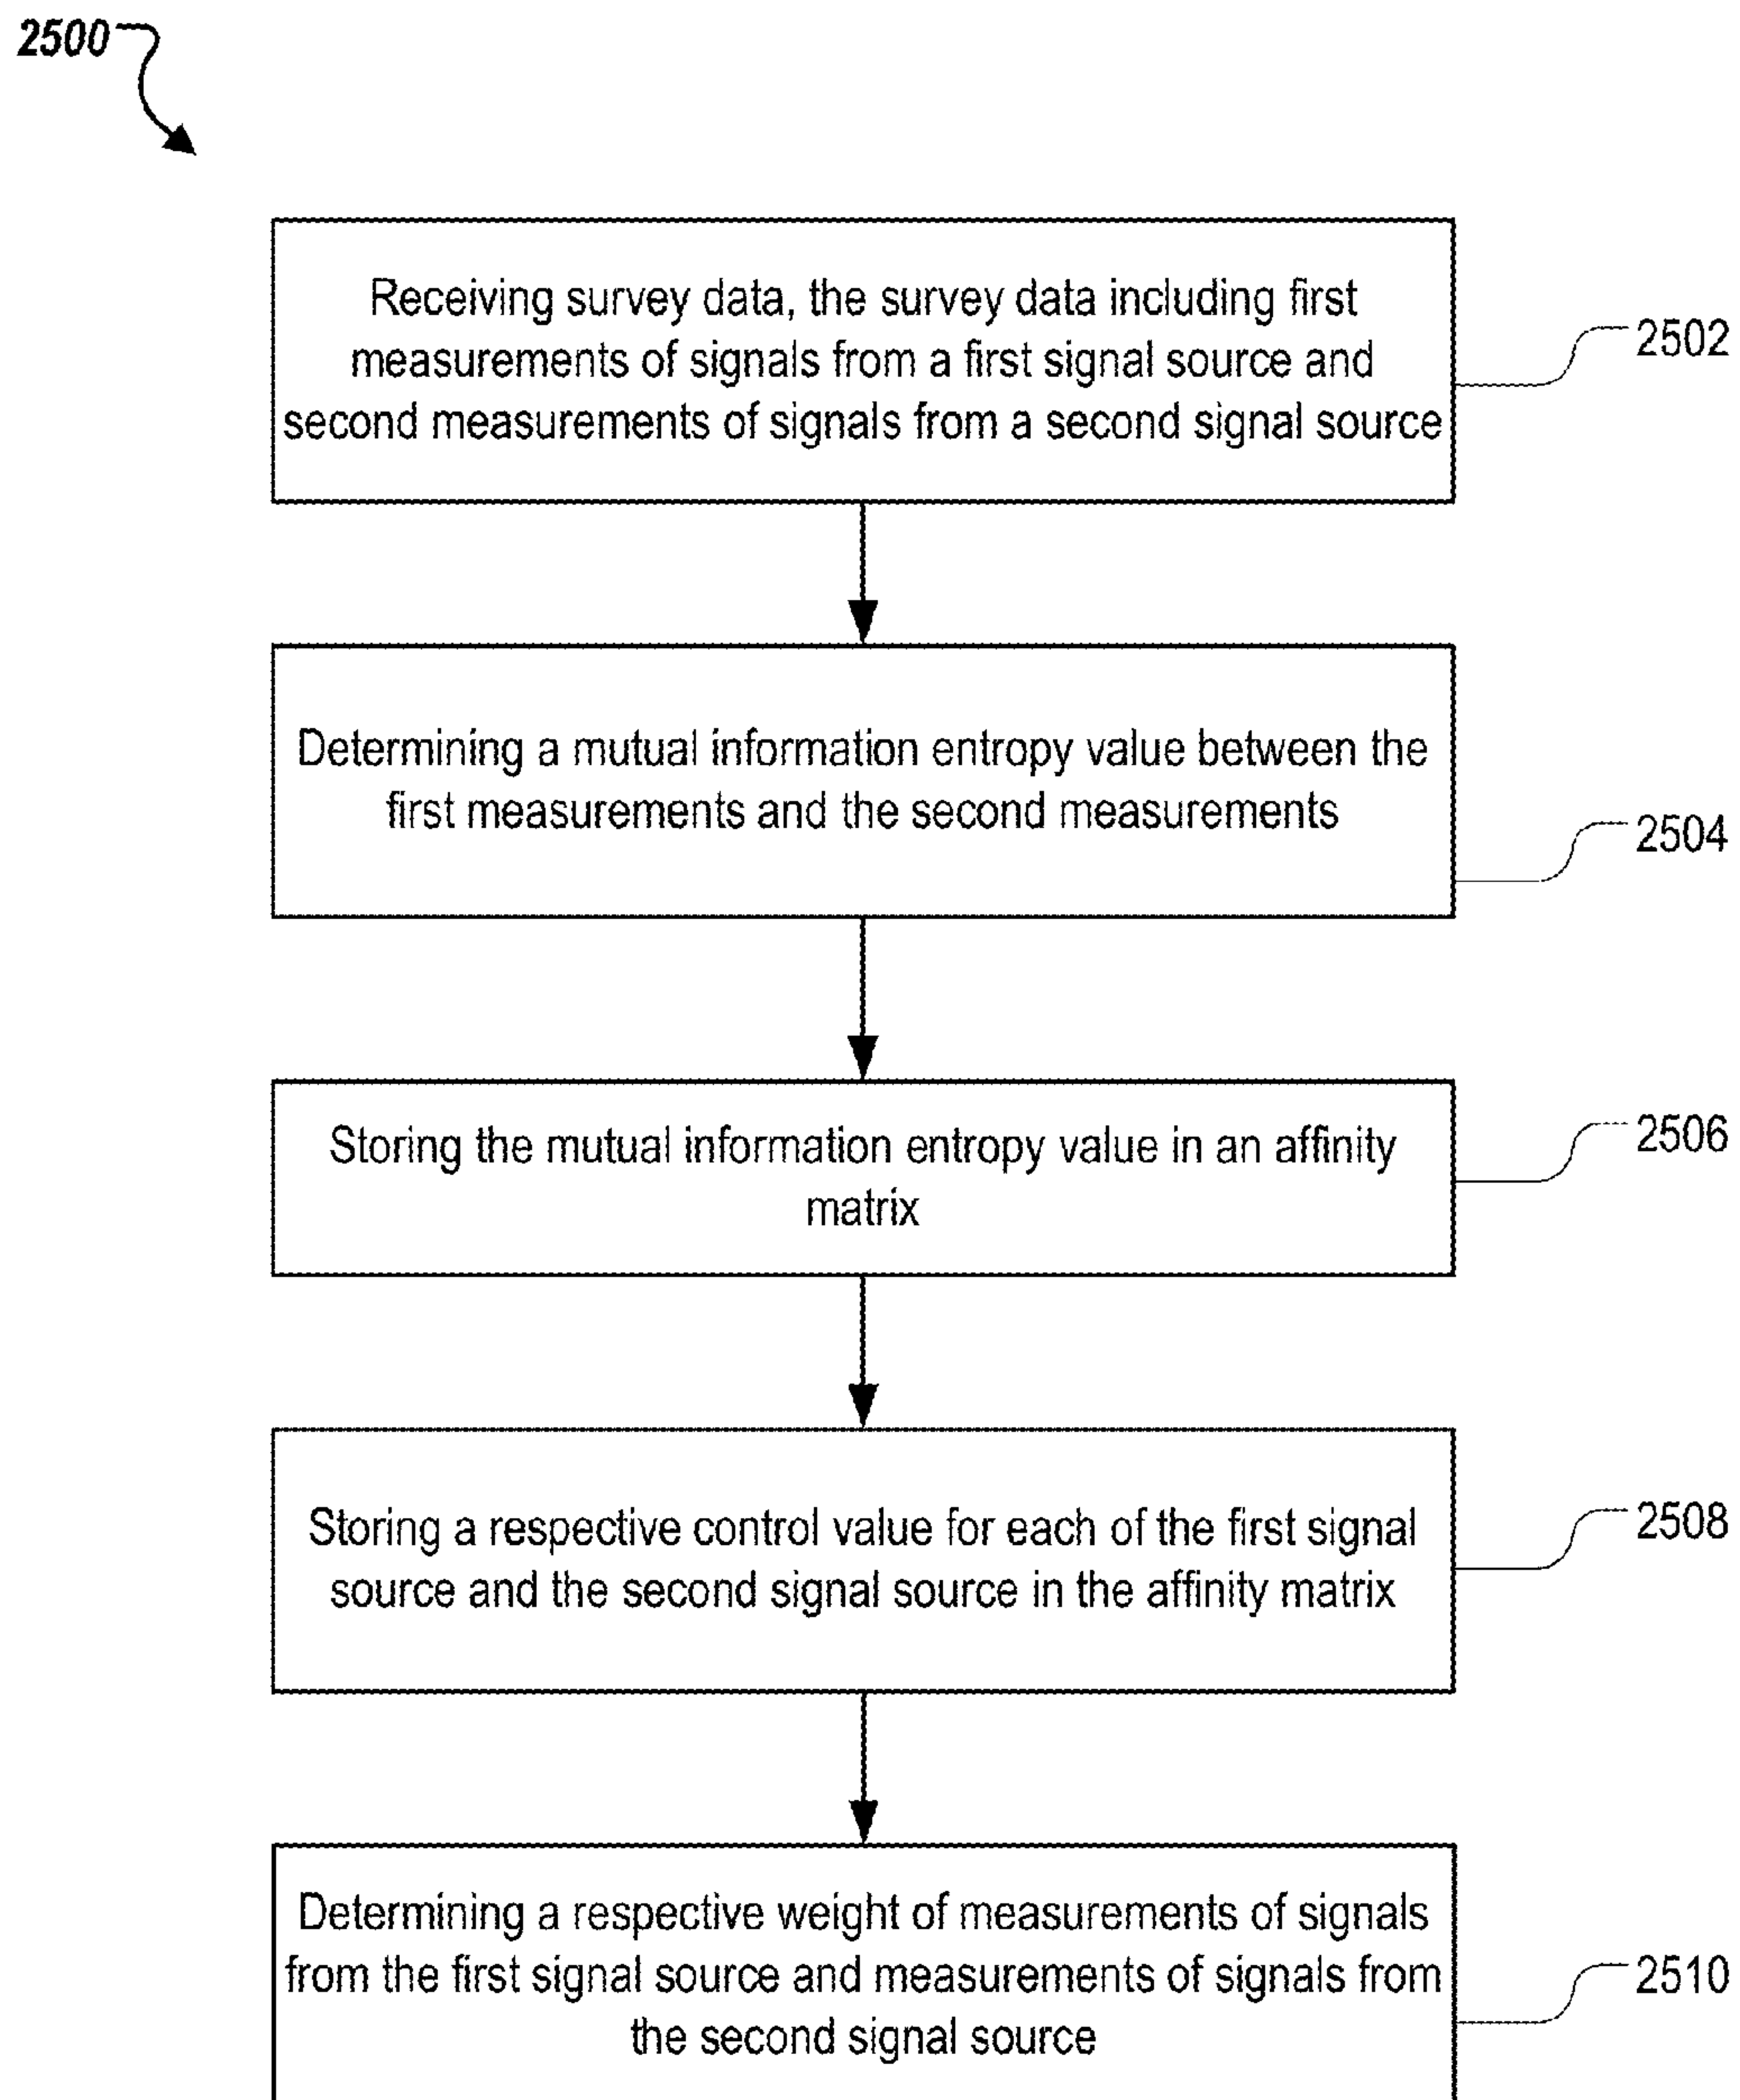 2500
Receiving survey data, the survey data including first
measurements of signals from a first signal source and
second measurements of signals from a second signal source
2502
Determining a mutual information entropy value between the
first measurements and the second measurements
2504
Storing the mutual information entropy value in an affinity
matrix
2506
Storing a respective control value for each of the first signal
source and the second signal source in the affinity matrix
2508
Determining a respective weight of measurements of signals
from the first signal source and measurements of signals from
the second signal source
2510